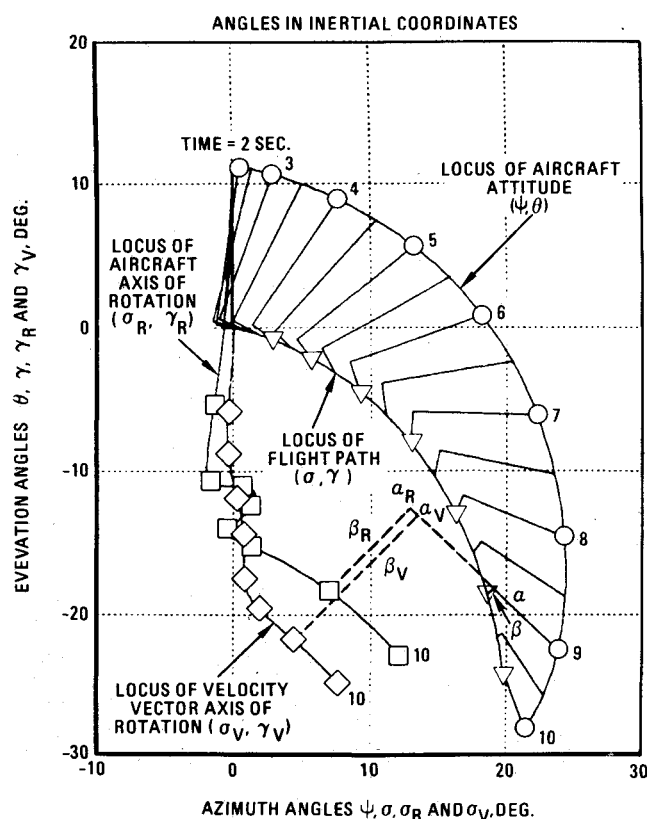 ANGLES IN INERTIAL COORDINATES
20
TIME = 2 SEC.
3
4
LOCUS OF AIRCRAFT
ATTITUDE
(ψ,θ)
10
5
LOCUS OF
AIRCRAFT
AXIS OF
ROTATION
(σR, γR)
6
EVEVATION ANGLES θ, γ, γR AND γV, DEG.
0
7
LOCUS OF
FLIGHT PATH
(σ,γ)
-10
αR
αV
βR
βV
8
α
β
-20
9
10
LOCUS OF VELOCITY
VECTOR AXIS OF
ROTATION (σV, γV)
10
10
-30
-10
0
10
20
30
AZIMUTH ANGLES ψ, σ, σR AND σV, DEG.